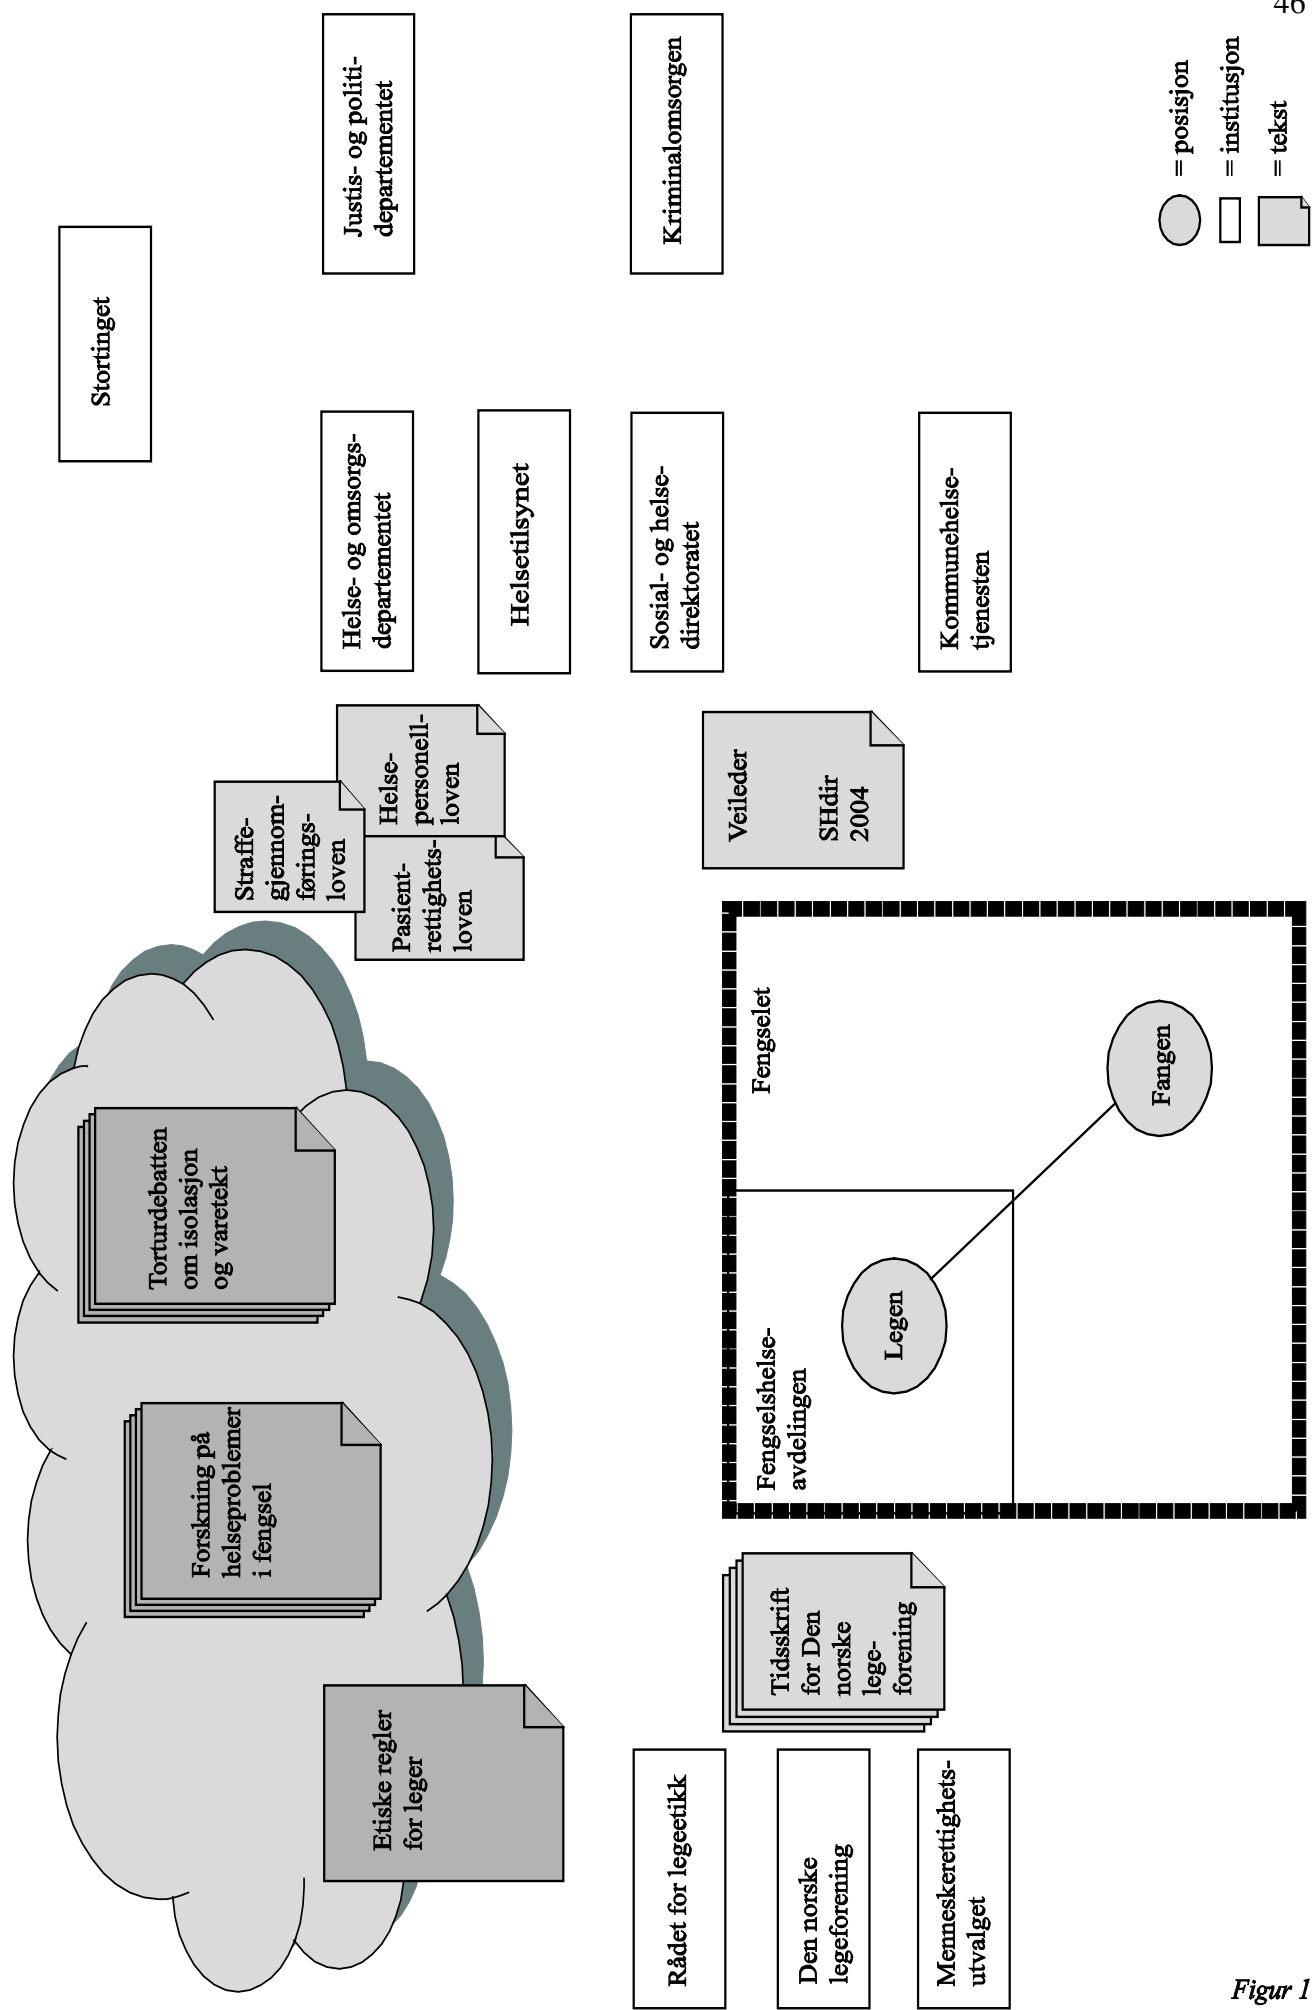 46
Stortinget
Justis- og politi-
departementet
Helse- og omsorgs-
departementet
Helsetilsynet
Kriminalomsorgen
Sosial- og helse-
direktoratet
Kommunehelse-
tjenesten
Straffe-
gjennom-
førings-
loven
Helse-
personell-
loven
Pasient-
rettighets-
loven
Veileder
SHdir
2004
Torturdebatten
om isolasjon
og varetekt
Forskning på
helseproblemer
i fengsel
Etiske regler
for leger
Fengselet
Fengselshelse-
avdelingen
Legen
Fangen
Tidsskrift
for Den
norske
lege-
forening
Rådet for legeetikk
Den norske
legeforening
Menneskerettighets-
utvalget
= posisjon
= institusjon
= tekst
Figur 1